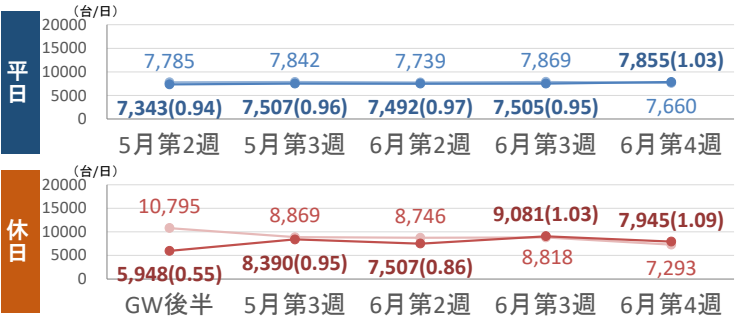 (台/日)
平日
20000
15000
10000
5000
0
7,785 7,842 7,739 7,869 7,855(1.03)
7,343(0.94) 7,507(0.96) 7,492(0.97) 7,505(0.95) 7,660
5月第2週 5月第3週 6月第2週 6月第3週 6月第4週
(台/日)
休日
20000
15000
10000
5000
0
10,795 8,869 8,746 9,081(1.03) 7,945(1.09)
5,948(0.55) 8,390(0.95) 7,507(0.86) 8,818 7,293
GW後半 5月第3週 6月第2週 6月第3週 6月第4週